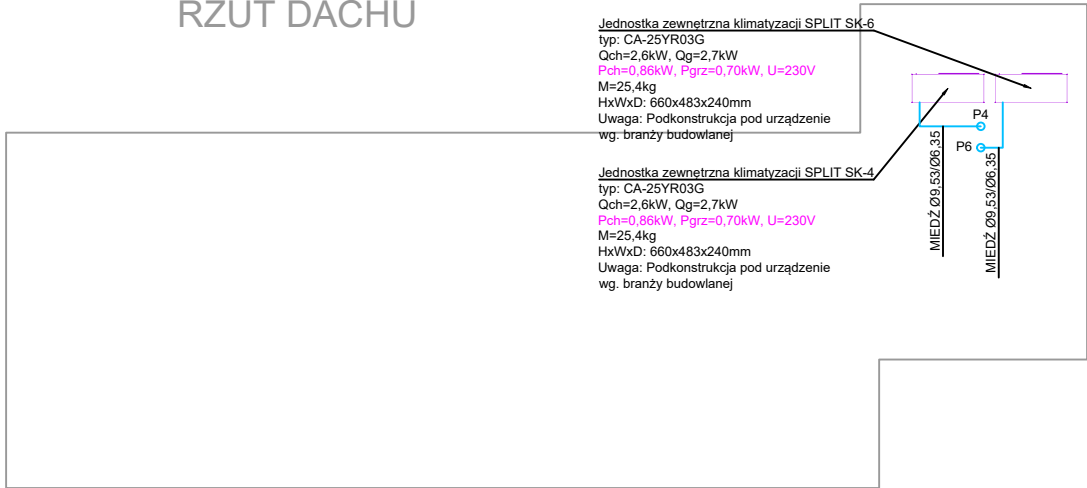 RZUT DACHU
Jednostka zewnętrzna klimatyzacji SPLIT SK-6
typ: CA-25YR03G
Qch=2,6kW, Qg=2,7kW
Pch=0,86kW, Pgrz=0,70kW, U=230V
M=25,4kg
HxWxD: 660x483x240mm
Uwaga: Podkonstrukcja pod urządzenie
wg. branży budowlanej
Jednostka zewnętrzna klimatyzacji SPLIT SK-4
typ: CA-25YR03G
Qch=2,6kW, Qg=2,7kW
Pch=0,86kW, Pgrz=0,70kW, U=230V
M=25,4kg
HxWxD: 660x483x240mm
Uwaga: Podkonstrukcja pod urządzenie
wg. branży budowlanej
P4
P6
MIEDŹ Ø9,53/Ø6,35
MIEDŹ Ø9,53/Ø6,35